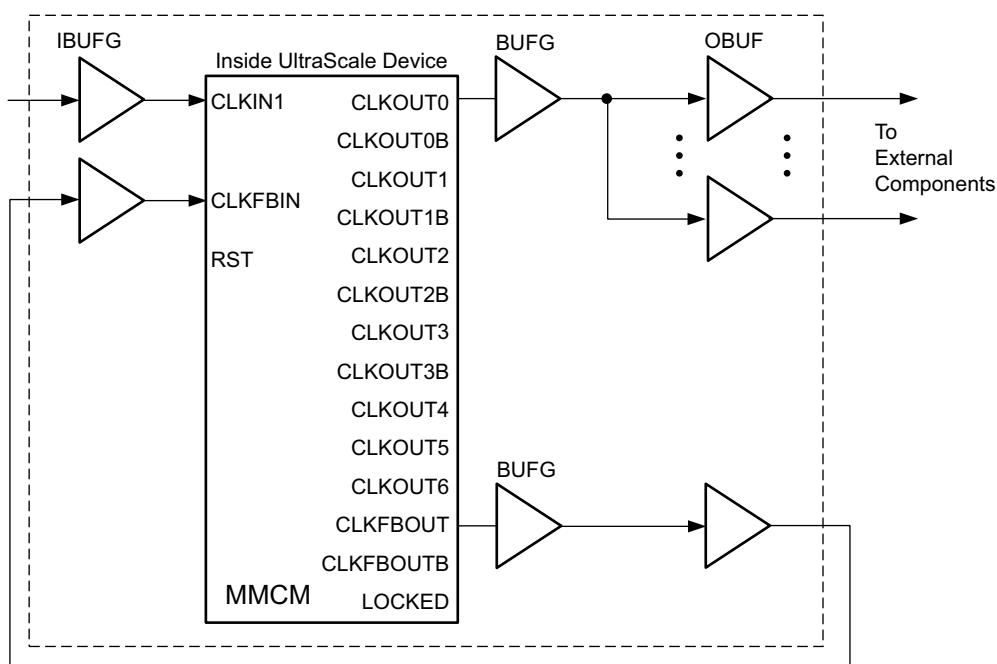 IBUFG
BUFG
OBUF
Inside UltraScale Device
CLKIN1
CLKFBIN
RST
CLKOUT0
CLKOUT0B
CLKOUT1
CLKOUT1B
CLKOUT2
CLKOUT2B
CLKOUT3
CLKOUT3B
CLKOUT4
CLKOUT5
CLKOUT6
CLKFBOUT
CLKFBOUTB
LOCKED
MMCM
BUFG
To
External
Components